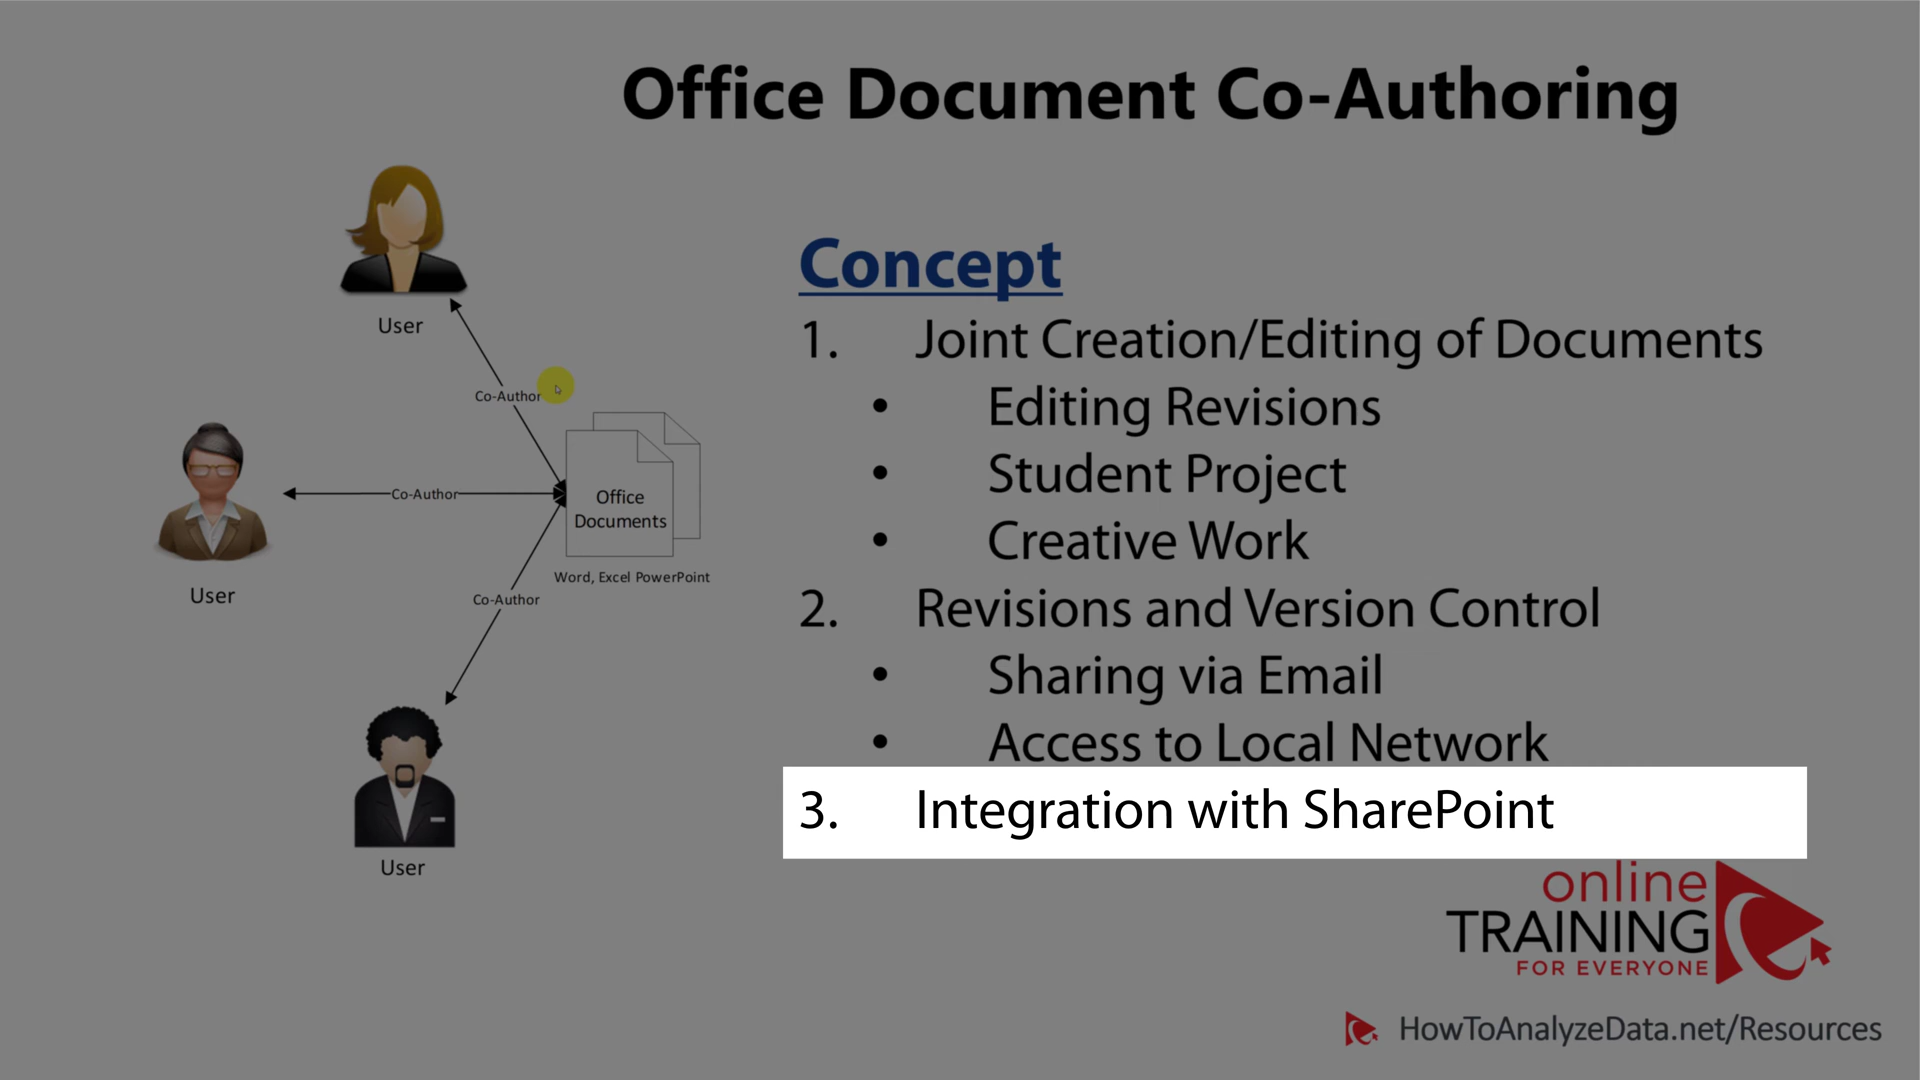 Office Document Co-Authoring
User
Co-Author
User
Co-Author
Office
Documents
Word, Excel PowerPoint
Co-Author
User
Concept
1. Joint Creation/Editing of Documents
• Editing Revisions
• Student Project
• Creative Work
2. Revisions and Version Control
• Sharing via Email
• Access to Local Network
3. Integration with SharePoint
online
TRAINING
FOR EVERYONE
HowToAnalyzeData.net/Resources